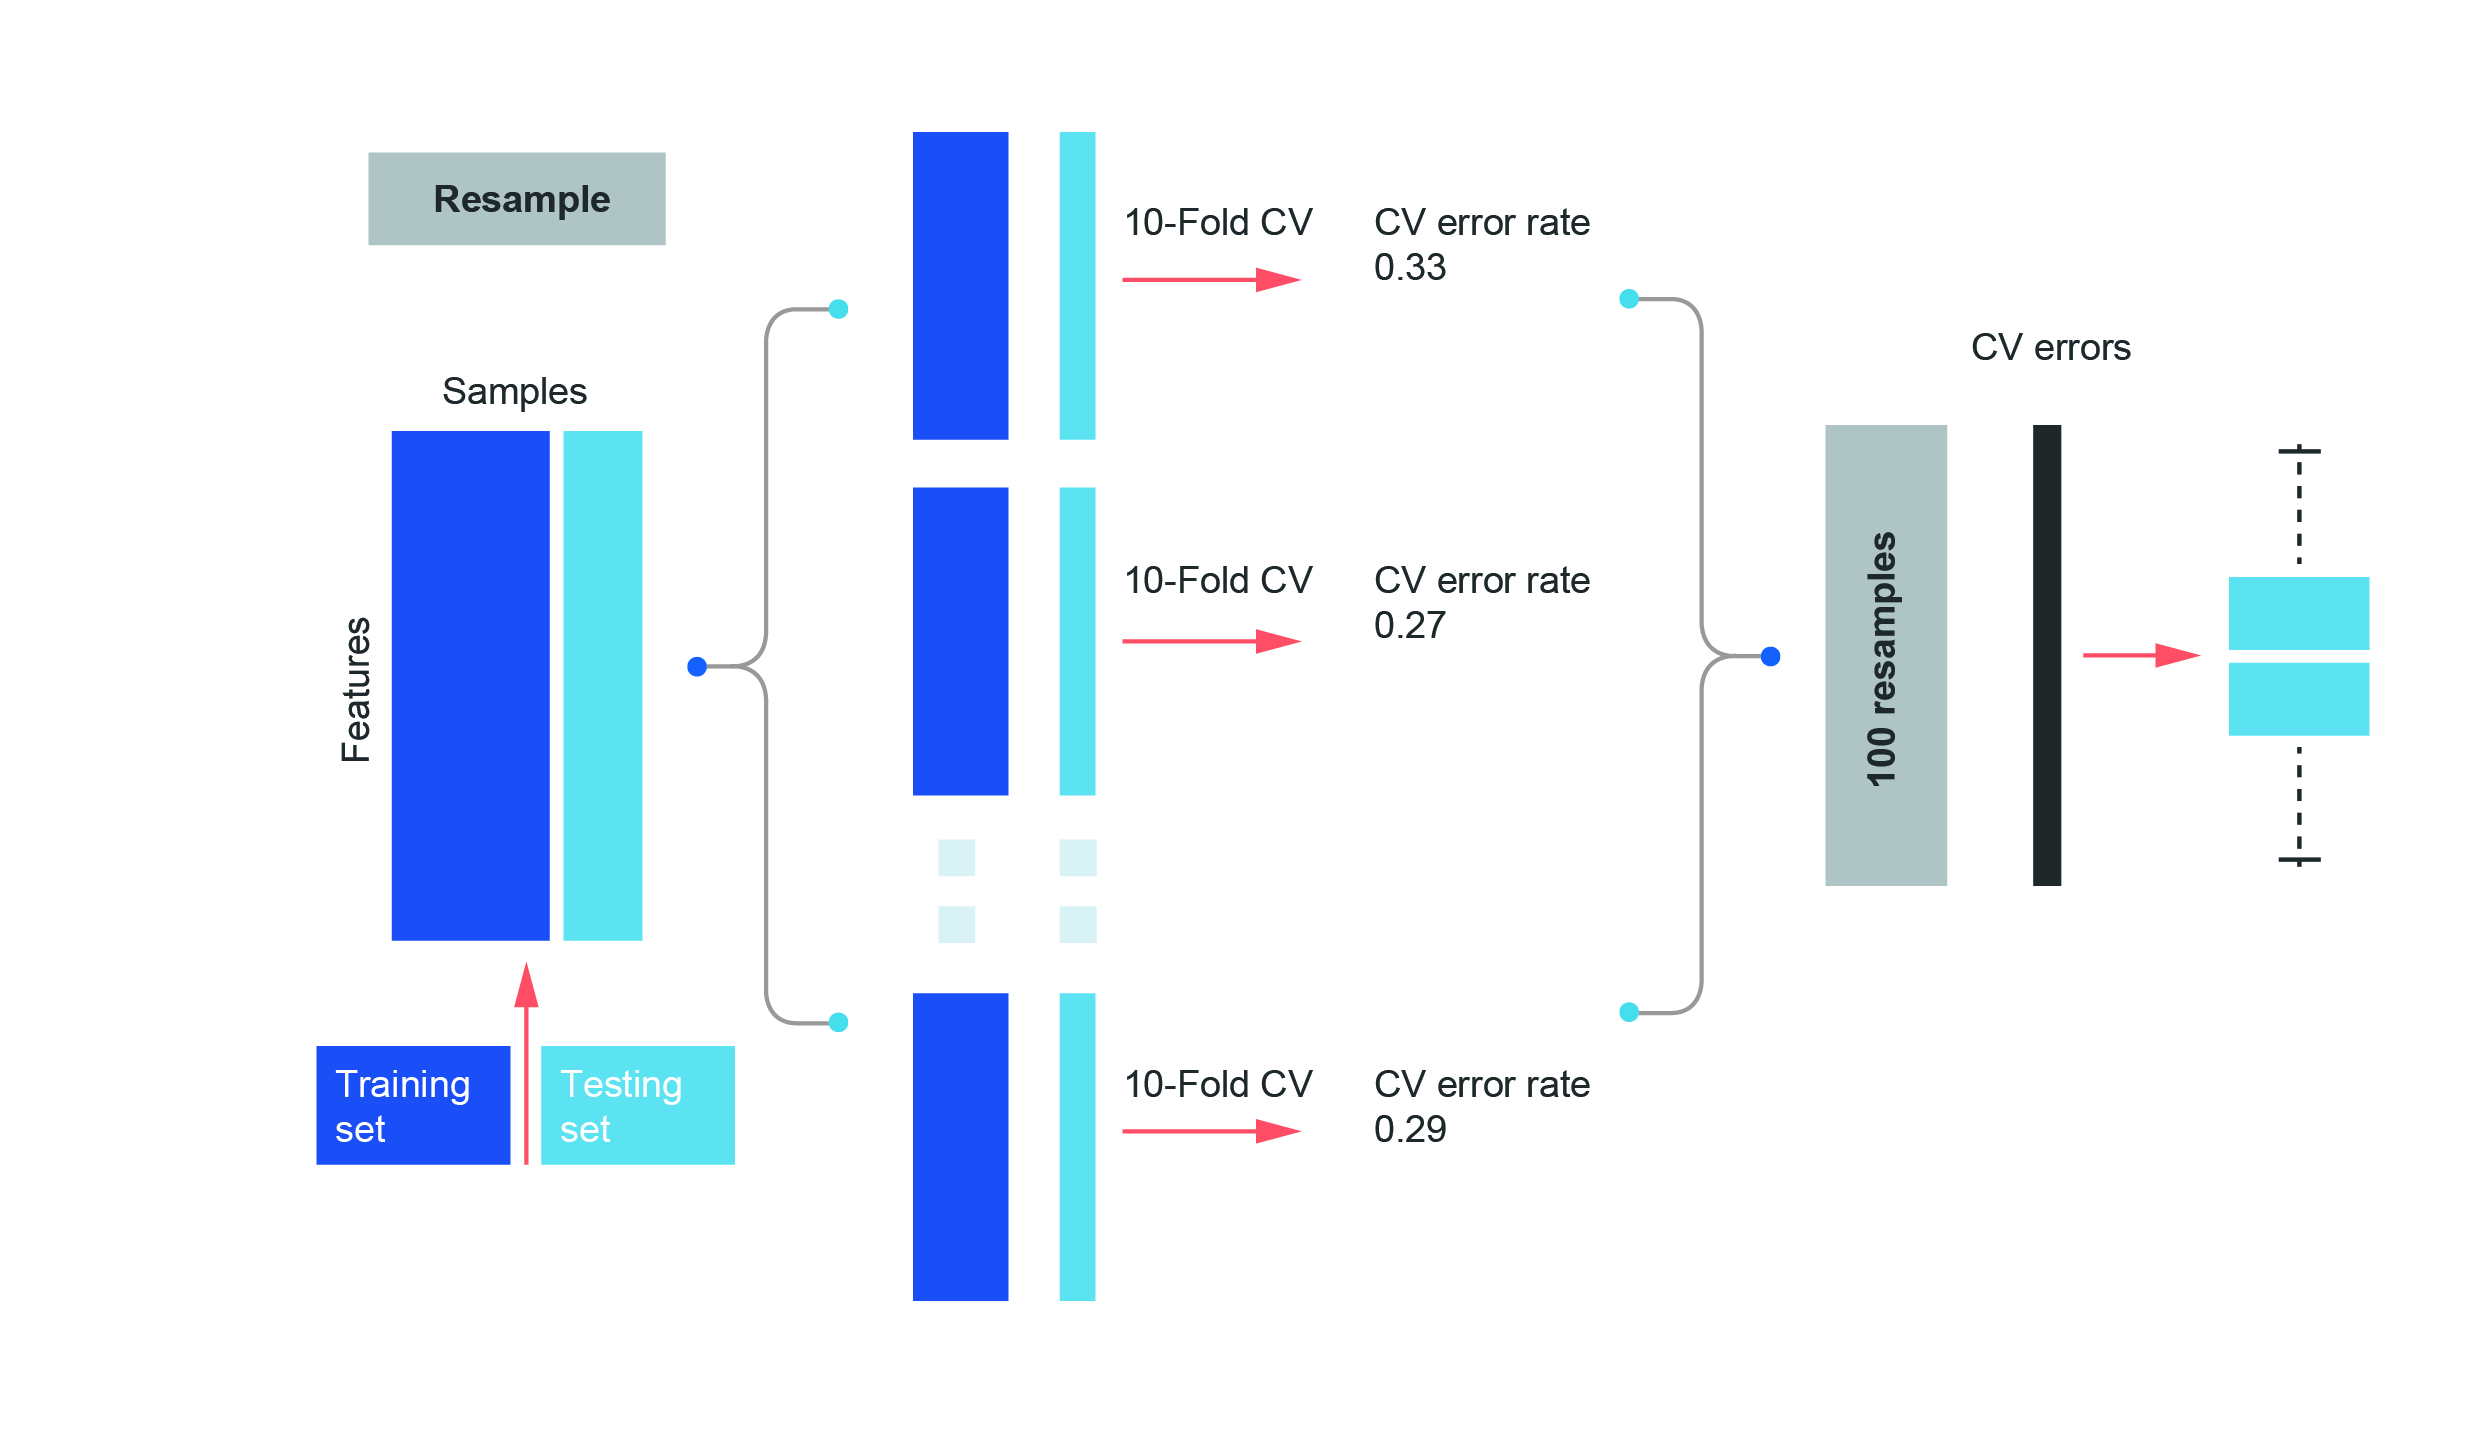 Resample
Samples
Features
Training
set
Testing
set
10-Fold CV
CV error rate
0.33
10-Fold CV
CV error rate
0.27
10-Fold CV
CV error rate
0.29
100 resamples
CV errors